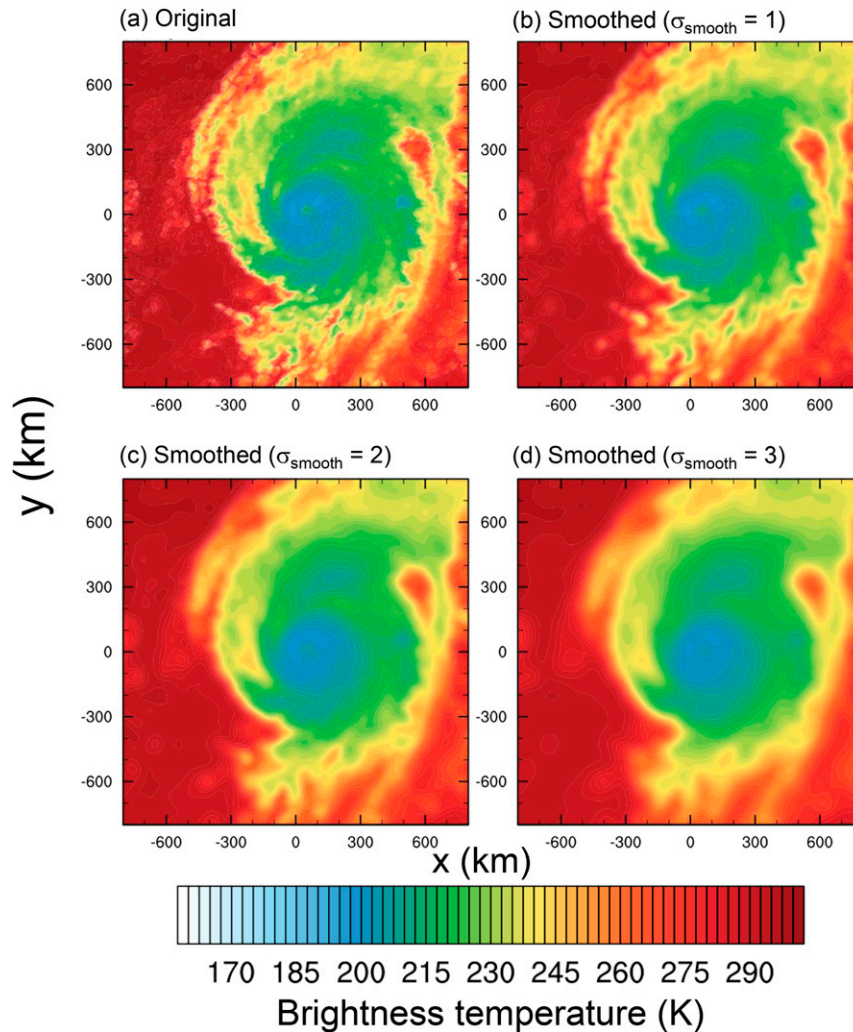 (a) Original
(b) Smoothed (σsmooth = 1)
600
300
0
-300
-600
-600 -300 0 300 600
600
300
0
-300
-600
-600 -300 0 300 600
y (km)
(c) Smoothed (σsmooth = 2)
(d) Smoothed (σsmooth = 3)
600
300
0
-300
-600
-600 -300 0 300 600
600
300
0
-300
-600
-600 -300 0 300 600
x (km)
170 185 200 215 230 245 260 275 290
Brightness temperature (K)